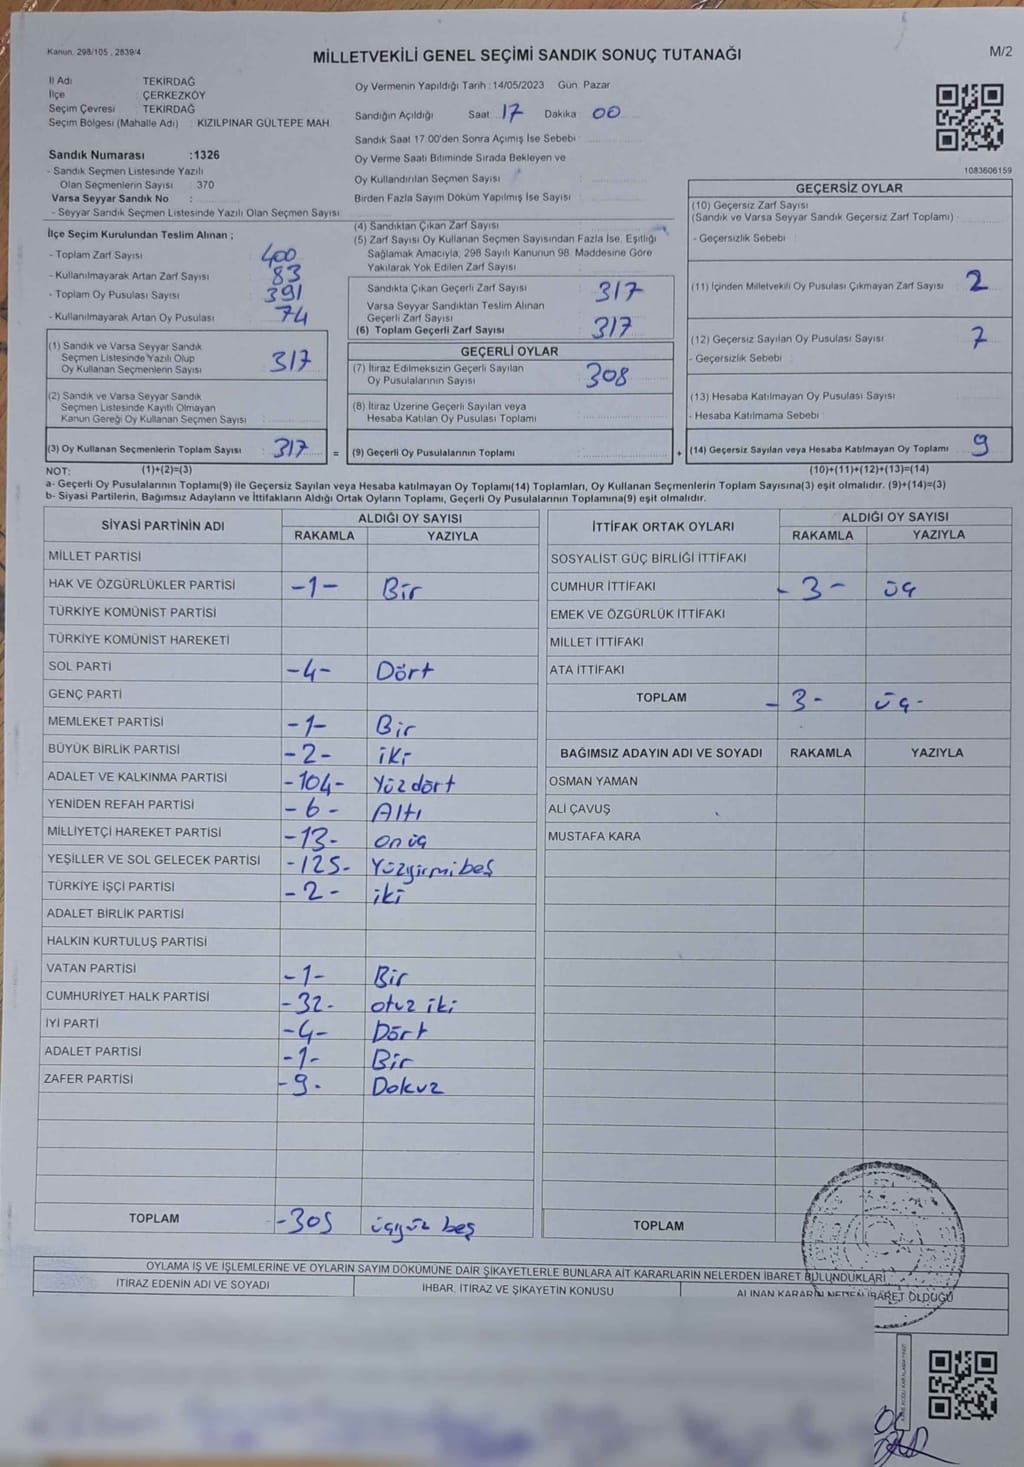 Kanun. 298/105 , 2839/4
MİLLETVEKİLİ GENEL SEÇİMİ SANDIK SONUÇ TUTANAĞI
M/2
İl Adı TEKİRDAĞ
İlçe ÇERKEZKÖY
Seçim Çevresi TEKİRDAĞ
Seçim Bölgesi (Mahalle Adı) : KIZILPINAR GÜLTEPE MAH.
Oy Vermenin Yapıldığı Tarih : 14/05/2023 Gün Pazar
Sandığın Açıldığı Saat : 17 Dakika 00
Sandık Saat 17:00'den Sonra Açımış İse Sebebi :
Oy Verme Saati Bitiminde Sırada Bekleyen ve
Oy Kullandırılan Seçmen Sayısı :
Birden Fazla Sayım Döküm Yapılmış İse Sayısı :
1083606159
Sandık Numarası :1326
- Sandık Seçmen Listesinde Yazılı
Olan Seçmenlerin Sayısı : 370
Varsa Seyyar Sandık No :
- Seyyar Sandık Seçmen Listesinde Yazılı Olan Seçmen Sayısı:
İlçe Seçim Kurulundan Teslim Alınan ;
- Toplam Zarf Sayısı : 400
- Kullanılmayarak Artan Zarf Sayısı : 83
- Toplam Oy Pusulası Sayısı : 391
- Kullanılmayarak Artan Oy Pusulası : 74
(1) Sandık ve Varsa Seyyar Sandık
Seçmen Listesinde Yazılı Olup
Oy Kullanan Seçmenlerin Sayısı : 317
(2) Sandık ve Varsa Seyyar Sandık
Seçmen Listesinde Kayıtlı Olmayan
Kanun Gereği Oy Kullanan Seçmen Sayısı :
(3) Oy Kullanan Seçmenlerin Toplam Sayısı : 317
(4) Sandıktan Çıkan Zarf Sayısı :
(5) Zarf Sayısı Oy Kullanan Seçmen Sayısından Fazla İse, Eşitliği
Sağlamak Amacıyla, 298 Sayılı Kanunun 98. Maddesine Göre
Yakılarak Yok Edilen Zarf Sayısı :
Sandıkta Çıkan Geçerli Zarf Sayısı : 317
Varsa Seyyar Sandıktan Teslim Alınan
Geçerli Zarf Sayısı :
(6) Toplam Geçerli Zarf Sayısı : 317
GEÇERLİ OYLAR
(7) İtiraz Edilmeksizin Geçerli Sayılan
Oy Pusulalarının Sayısı : 308
(8) İtiraz Üzerine Geçerli Sayılan veya
Hesaba Katılan Oy Pusulası Toplamı :
= (9) Geçerli Oy Pusulalarının Toplamı :
GEÇERSİZ OYLAR
(10) Geçersiz Zarf Sayısı
(Sandık ve Varsa Seyyar Sandık Geçersiz Zarf Toplamı) :
- Geçersizlik Sebebi :
(11) İçinden Milletvekili Oy Pusulası Çıkmayan Zarf Sayısı : 2
(12) Geçersiz Sayılan Oy Pusulası Sayısı : 7
- Geçersizlik Sebebi :
(13) Hesaba Katılmayan Oy Pusulası Sayısı :
- Hesaba Katılmama Sebebi :
+ (14) Geçersiz Sayılan veya Hesaba Katılmayan Oy Toplamı : 9
NOT: (1)+(2)=(3) (10)+(11)+(12)+(13)=(14)
a- Geçerli Oy Pusulalarının Toplamı(9) ile Geçersiz Sayılan veya Hesaba katılmayan Oy Toplamı(14) Toplamları, Oy Kullanan Seçmenlerin Toplam Sayısına(3) eşit olmalıdır. (9)+(14)=(3)
b- Siyasi Partilerin, Bağımsız Adayların ve İttifakların Aldığı Ortak Oyların Toplamı, Geçerli Oy Pusulalarının Toplamına(9) eşit olmalıdır.
SİYASİ PARTİNİN ADI ALDIĞI OY SAYISI
RAKAMLA YAZIYLA
MİLLET PARTİSİ
HAK VE ÖZGÜRLÜKLER PARTİSİ -1- Bir
TÜRKİYE KOMÜNİST PARTİSİ
TÜRKİYE KOMÜNİST HAREKETİ
SOL PARTİ -4- Dört
GENÇ PARTİ
MEMLEKET PARTİSİ -1- Bir
BÜYÜK BİRLİK PARTİSİ -2- iki
ADALET VE KALKINMA PARTİSİ -104- Yüzdört
YENİDEN REFAH PARTİSİ -6- Altı
MİLLİYETÇİ HAREKET PARTİSİ -13- onüç
YEŞİLLER VE SOL GELECEK PARTİSİ -125- Yüzyirmibeş
TÜRKİYE İŞÇİ PARTİSİ -2- iki
ADALET BİRLİK PARTİSİ
HALKIN KURTULUŞ PARTİSİ
VATAN PARTİSİ -1- Bir
CUMHURİYET HALK PARTİSİ -32- otuz iki
İYİ PARTİ -4- Dört
ADALET PARTİSİ -1- Bir
ZAFER PARTİSİ -9- Dokuz
TOPLAM -305 üçyüz beş
İTTİFAK ORTAK OYLARI ALDIĞI OY SAYISI
RAKAMLA YAZIYLA
SOSYALİST GÜÇ BİRLİĞİ İTTİFAKI
CUMHUR İTTİFAKI -3- üç
EMEK VE ÖZGÜRLÜK İTTİFAKI
MİLLET İTTİFAKI
ATA İTTİFAKI
TOPLAM -3- üç-
BAĞIMSIZ ADAYIN ADI VE SOYADI RAKAMLA YAZIYLA
OSMAN YAMAN
ALİ ÇAVUŞ
MUSTAFA KARA
TOPLAM
OYLAMA İŞ VE İŞLEMLERİNE VE OYLARIN SAYIM DÖKÜMÜNE DAİR ŞİKAYETLERLE BUNLARA AİT KARARLARIN NELERDEN İBARET BULUNDUKLARI
İTİRAZ EDENİN ADI VE SOYADI İHBAR, İTİRAZ VE ŞİKAYETİN KONUSU ALINAN KARARIN NEDEN İBARET OLDUĞU